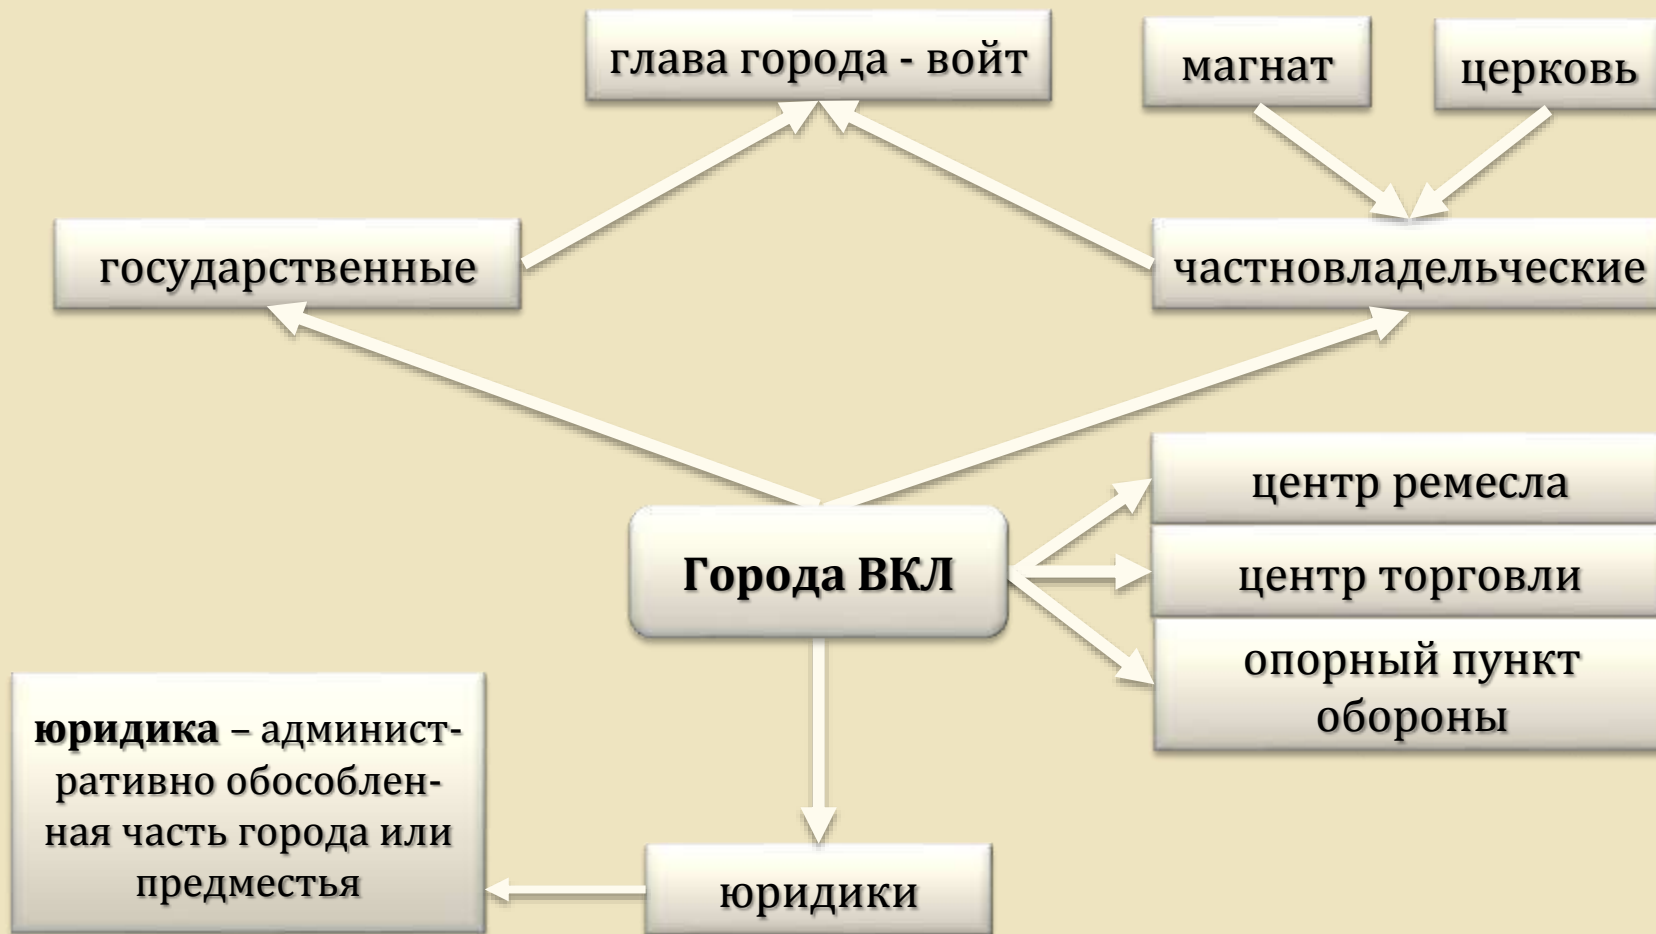 глава города - войт
магнат
церковь
государственные
частновладельческие
центр ремесла
Города ВКЛ
центр торговли
опорный пункт
обороны
юридика – админист-
ративно обособлен-
ная часть города или
предместья
юридики